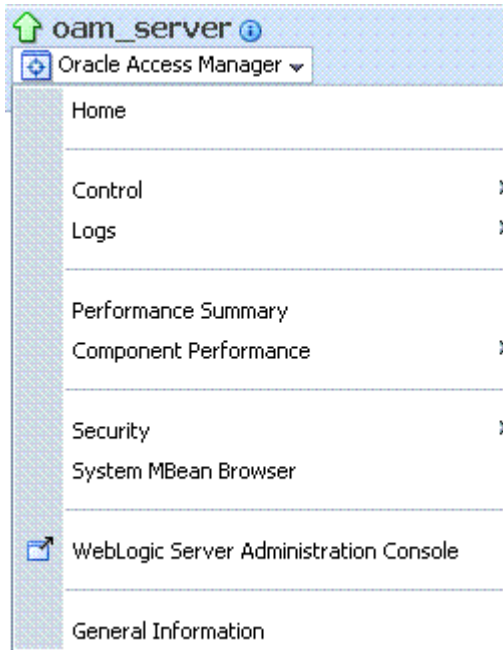 oam_server
Oracle Access Manager
Home
Control
Logs
Performance Summary
Component Performance
Security
System MBean Browser
WebLogic Server Administration Console
General Information